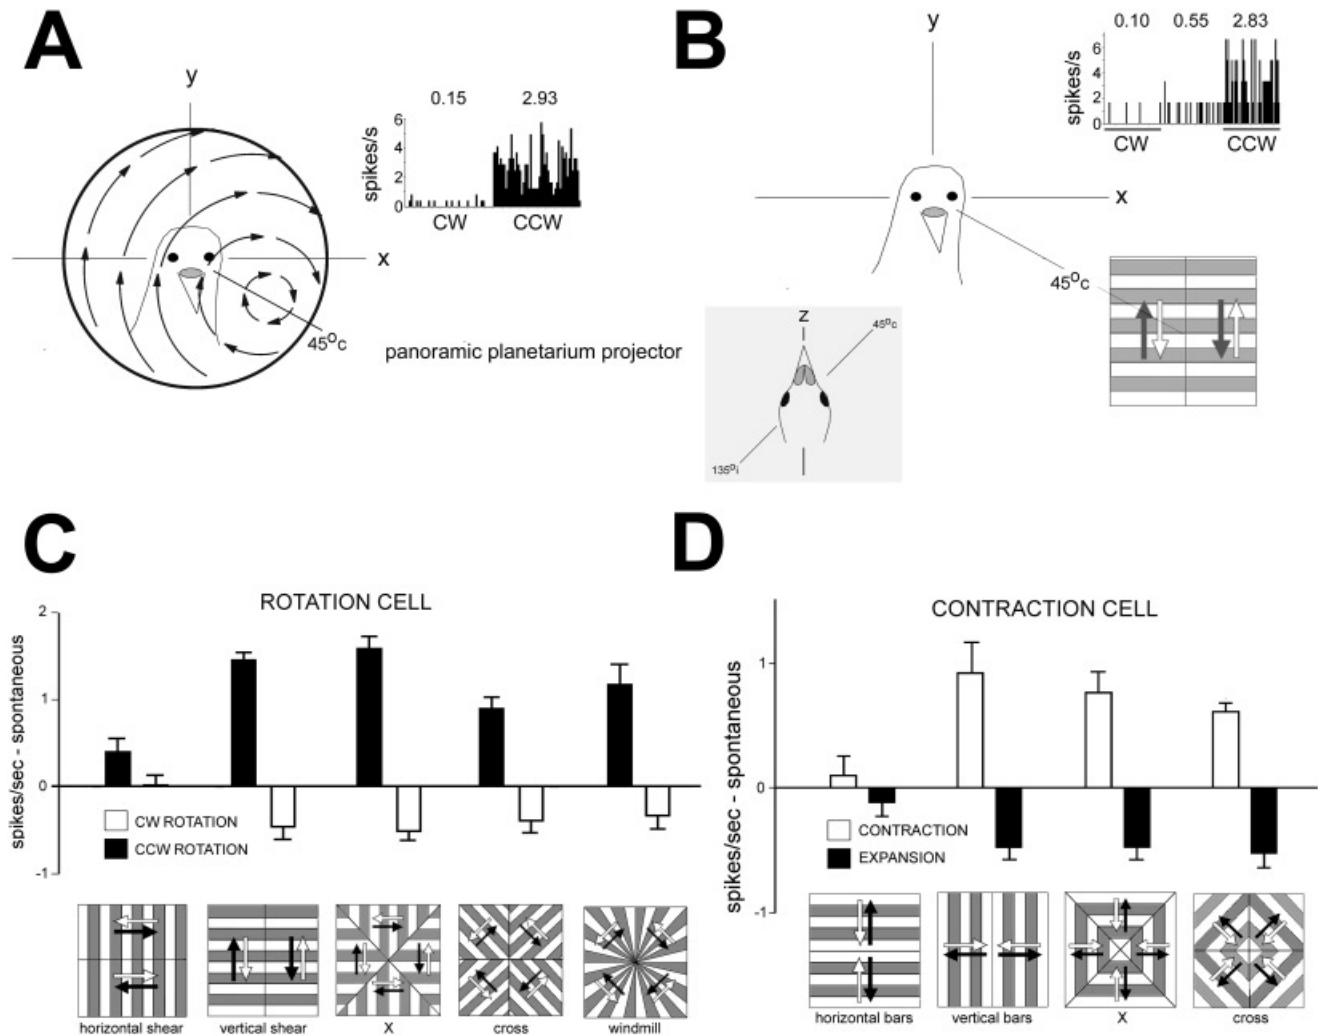 A
y
x
45°c
0.15 2.93
spikes/s
6
4
2
0
CW CCW
panoramic planetarium projector
B
y
x
45°c
0.10 0.55 2.83
spikes/s
6
4
2
0
CW CCW
z
45°c
135°i
C
ROTATION CELL
spikes/sec - spontaneous
2
1
0
-1
CW ROTATION
CCW ROTATION
horizontal shear vertical shear X cross windmill
D
CONTRACTION CELL
spikes/sec - spontaneous
1
0
-1
CONTRACTION
EXPANSION
horizontal bars vertical bars X cross